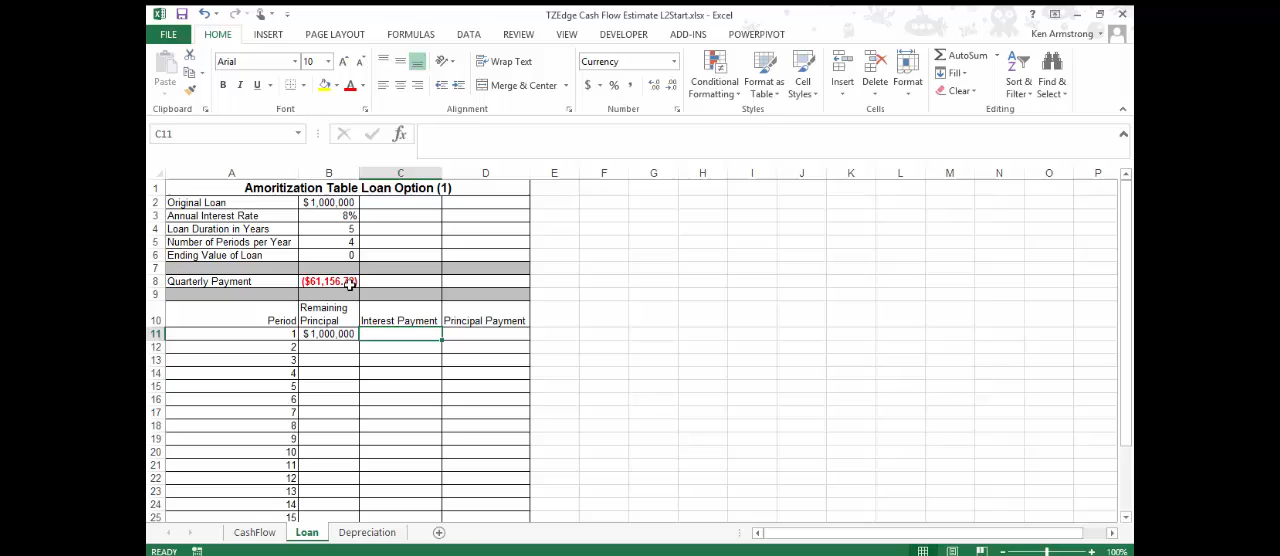 TZEdge Cash Flow Estimate L2Start.xlsx - Excel
FILE HOME INSERT PAGE LAYOUT FORMULAS DATA REVIEW VIEW DEVELOPER ADD-INS POWERPIVOT Ken Armstrong
Paste Arial 10 Wrap Text Currency Conditional Formatting Format as Table Cell Styles Insert Delete Format AutoSum
B I U Merge & Center $ % , Fill Sort & Filter Find & Select
Clear
Clipboard Font Alignment Number Styles Cells Editing
C11 fx
A B C D E F G H I J K L M N O P
1 Amoritization Table Loan Option (1)
2 Original Loan $1,000,000
3 Annual Interest Rate 8%
4 Loan Duration in Years 5
5 Number of Periods per Year 4
6 Ending Value of Loan 0
7
8 Quarterly Payment ($61,156.
9
10 Period Remaining Principal Interest Payment Principal Payment
11 1 $1,000,000
12 2
13 3
14 4
15 5
16 6
17 7
18 8
19 9
20 10
21 11
22 12
23 13
24 14
25 15
CashFlow Loan Depreciation
READY 100%